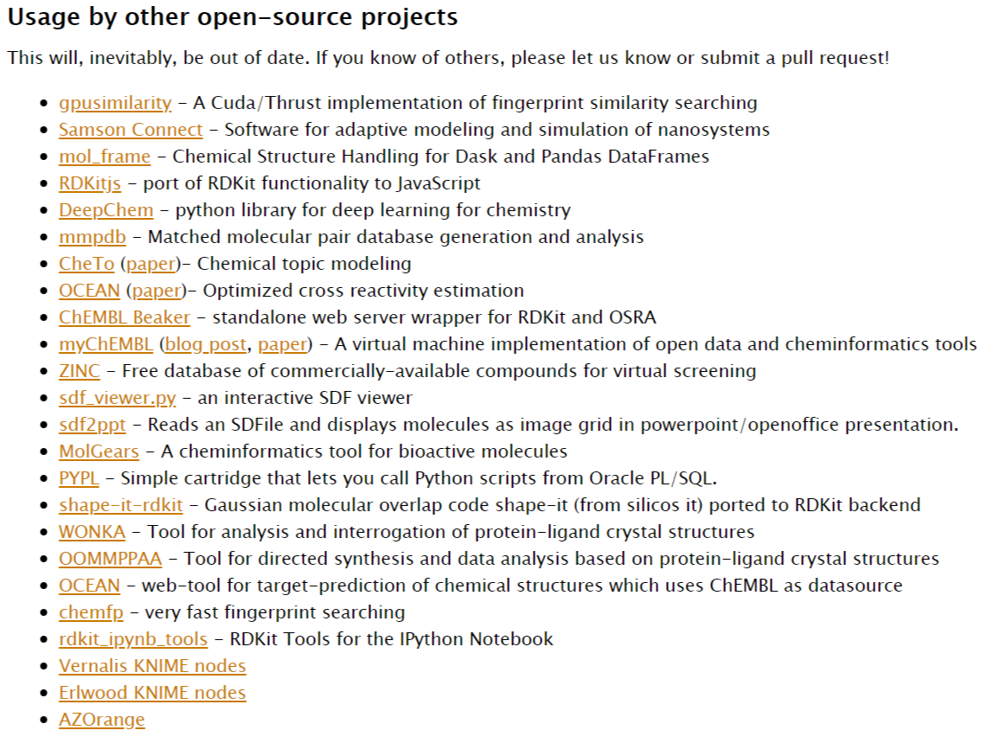 Usage by other open-source projects
This will, inevitably, be out of date. If you know of others, please let us know or submit a pull request!
• gpusimilarity - A Cuda/Thrust implementation of fingerprint similarity searching
• Samson Connect - Software for adaptive modeling and simulation of nanosystems
• mol_frame - Chemical Structure Handling for Dask and Pandas DataFrames
• RDKitjs - port of RDKit functionality to JavaScript
• DeepChem - python library for deep learning for chemistry
• mmpdb - Matched molecular pair database generation and analysis
• CheTo (paper)- Chemical topic modeling
• OCEAN (paper)- Optimized cross reactivity estimation
• ChEMBL Beaker - standalone web server wrapper for RDKit and OSRA
• myChEMBL (blog post, paper) - A virtual machine implementation of open data and cheminformatics tools
• ZINC - Free database of commercially-available compounds for virtual screening
• sdf_viewer.py - an interactive SDF viewer
• sdf2ppt - Reads an SDFile and displays molecules as image grid in powerpoint/openoffice presentation.
• MolGears - A cheminformatics tool for bioactive molecules
• PYPL - Simple cartridge that lets you call Python scripts from Oracle PL/SQL.
• shape-it-rdkit - Gaussian molecular overlap code shape-it (from silicos it) ported to RDKit backend
• WONKA - Tool for analysis and interrogation of protein-ligand crystal structures
• OOMMPPAA - Tool for directed synthesis and data analysis based on protein-ligand crystal structures
• OCEAN - web-tool for target-prediction of chemical structures which uses ChEMBL as datasource
• chemfp - very fast fingerprint searching
• rdkit_ipynb_tools - RDKit Tools for the IPython Notebook
• Vernalis KNIME nodes
• Erlwood KNIME nodes
• AZOrange